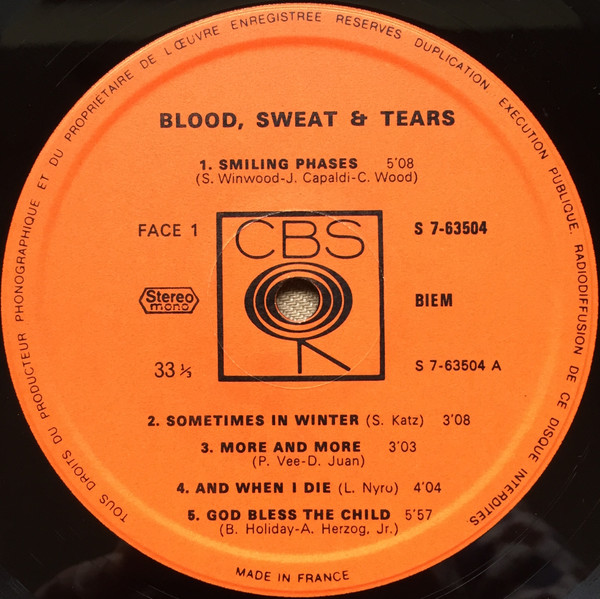 BLOOD, SWEAT & TEARS
1. SMILING PHASES 5'08
(S. Winwood-J. Capaldi-C. Wood)
FACE 1
CBS
S 7-63504
Stereo
mono
BIEM
33 ⅓
S 7-63504 A
2. SOMETIMES IN WINTER (S. Katz) 3'08
3. MORE AND MORE 3'03
(P. Vee-D. Juan)
4. AND WHEN I DIE (L. Nyro) 4'04
5. GOD BLESS THE CHILD 5'57
(B. Holiday-A. Herzog, Jr.)
TOUS DROITS DU PRODUCTEUR PHONOGRAPHIQUE ET DU PROPRIETAIRE DE L'ŒUVRE ENREGISTREE RESERVES DUPLICATION EXECUTION PUBLIQUE. RADIODIFFUSION DE CE DISQUE INTERDITES
MADE IN FRANCE